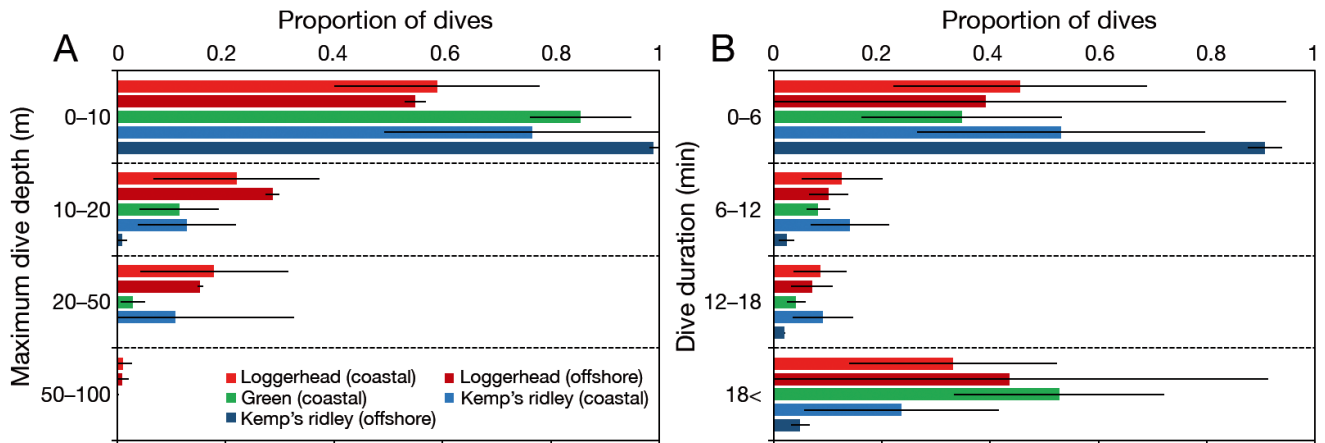 A
Proportion of dives
0 0.2 0.4 0.6 0.8 1
Maximum dive depth (m)
0–10
10–20
20–50
50–100
Loggerhead (coastal) Loggerhead (offshore)
Green (coastal) Kemp's ridley (coastal)
Kemp's ridley (offshore)
B
Proportion of dives
0 0.2 0.4 0.6 0.8 1
Dive duration (min)
0–6
6–12
12–18
18<